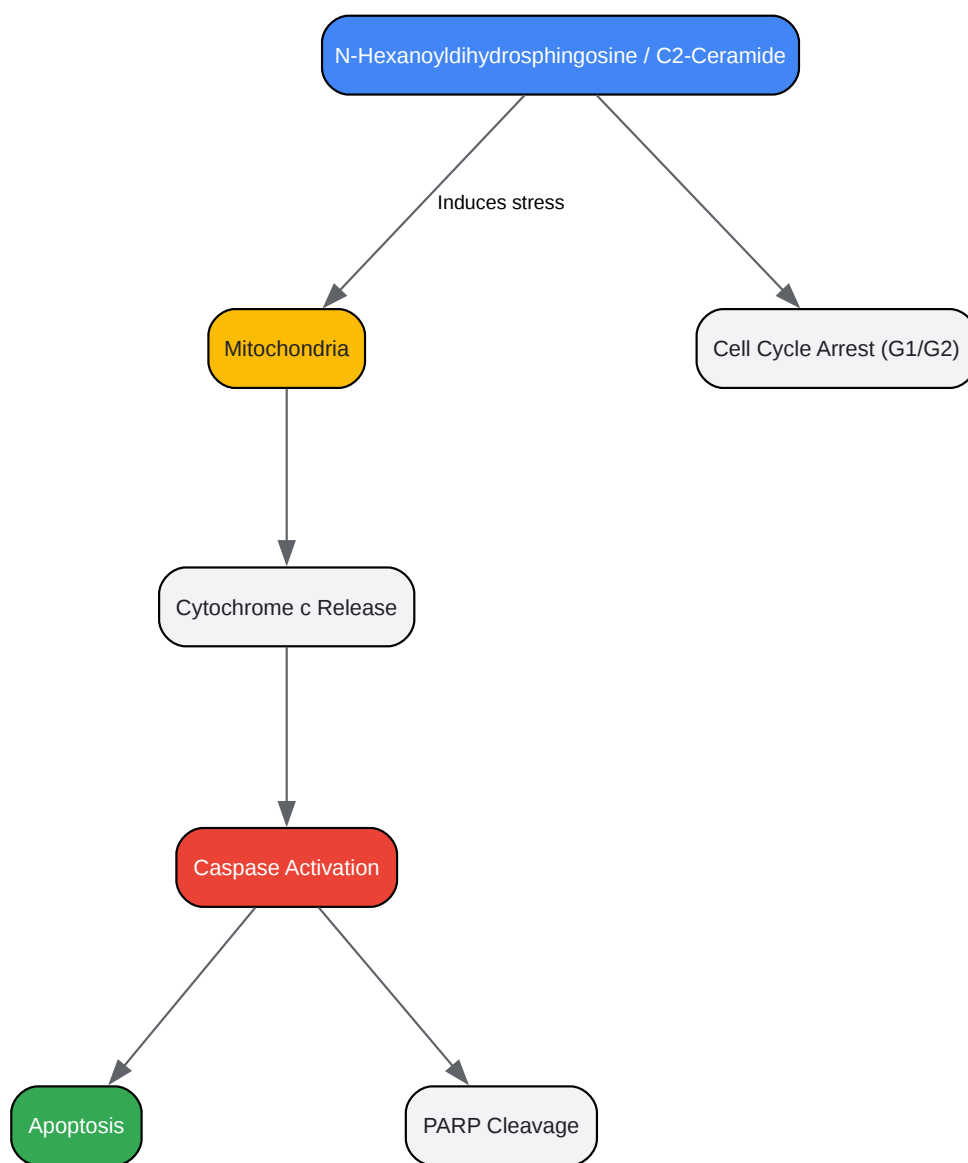 N-Hexanoyldihydrosphingosine / C2-Ceramide
Induces stress
Mitochondria
Cell Cycle Arrest (G1/G2)
Cytochrome c Release
Caspase Activation
Apoptosis
PARP Cleavage